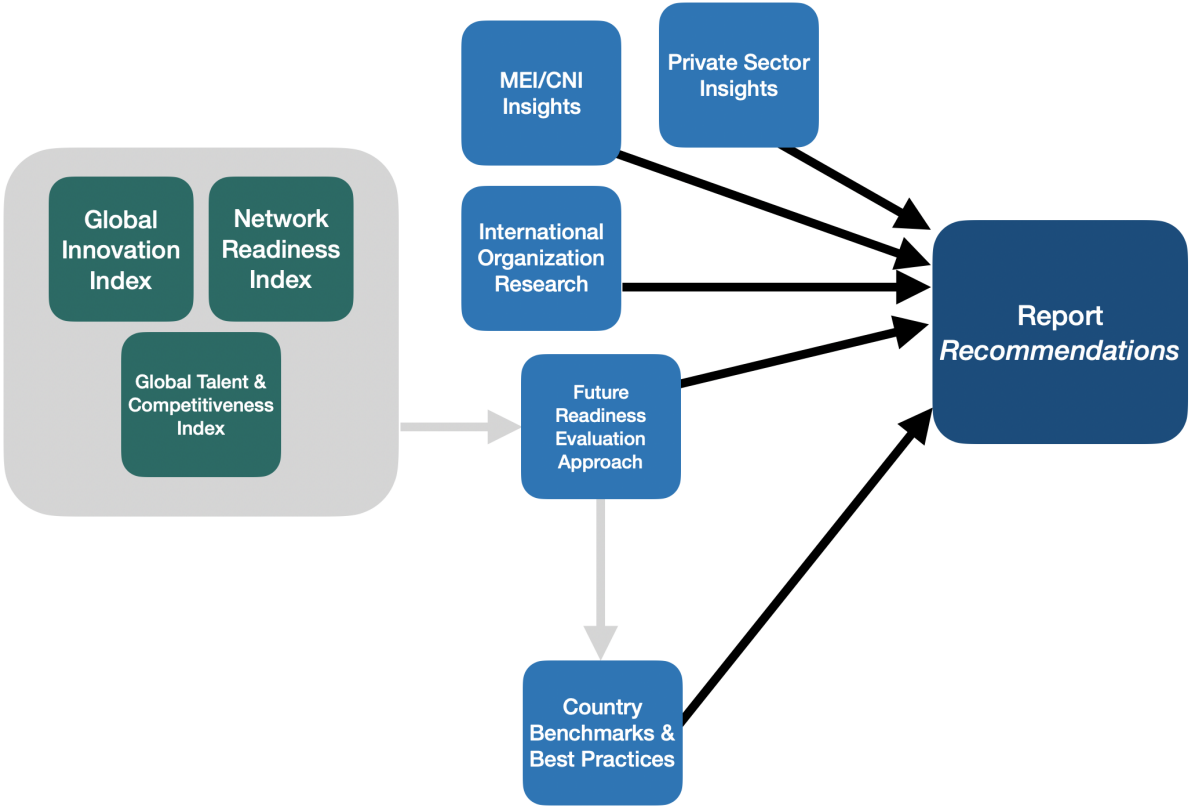 MEI/CNI
Insights
Private Sector
Insights
Global
Innovation
Index
Network
Readiness
Index
Global Talent &
Competitiveness
Index
International
Organization
Research
Future
Readiness
Evaluation
Approach
Country
Benchmarks &
Best Practices
Report
Recommendations